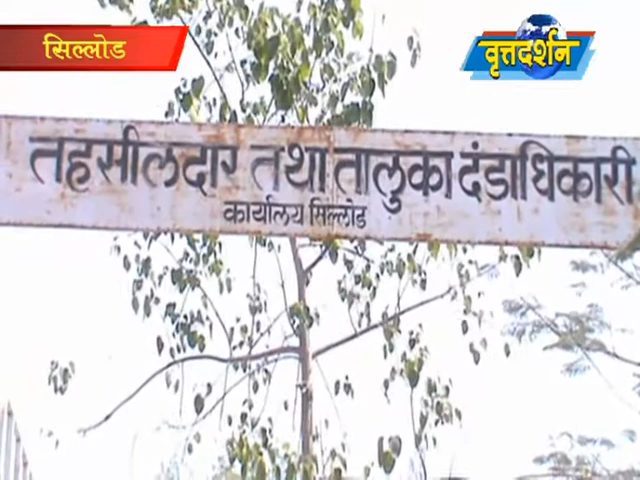 सिल्लोड
वृत्तदर्शन
तहसीलदार तथा तालुका दंडाधिकारी
कार्यालय सिल्लोड